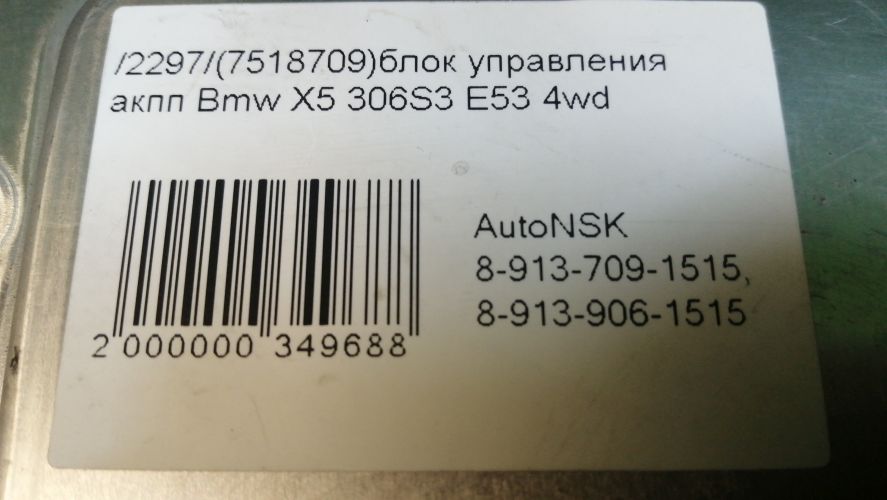 /2297/(7518709)блок управления
акпп Bmw X5 306S3 E53 4wd
AutoNSK
8-913-709-1515,
8-913-906-1515
2 000000 349688